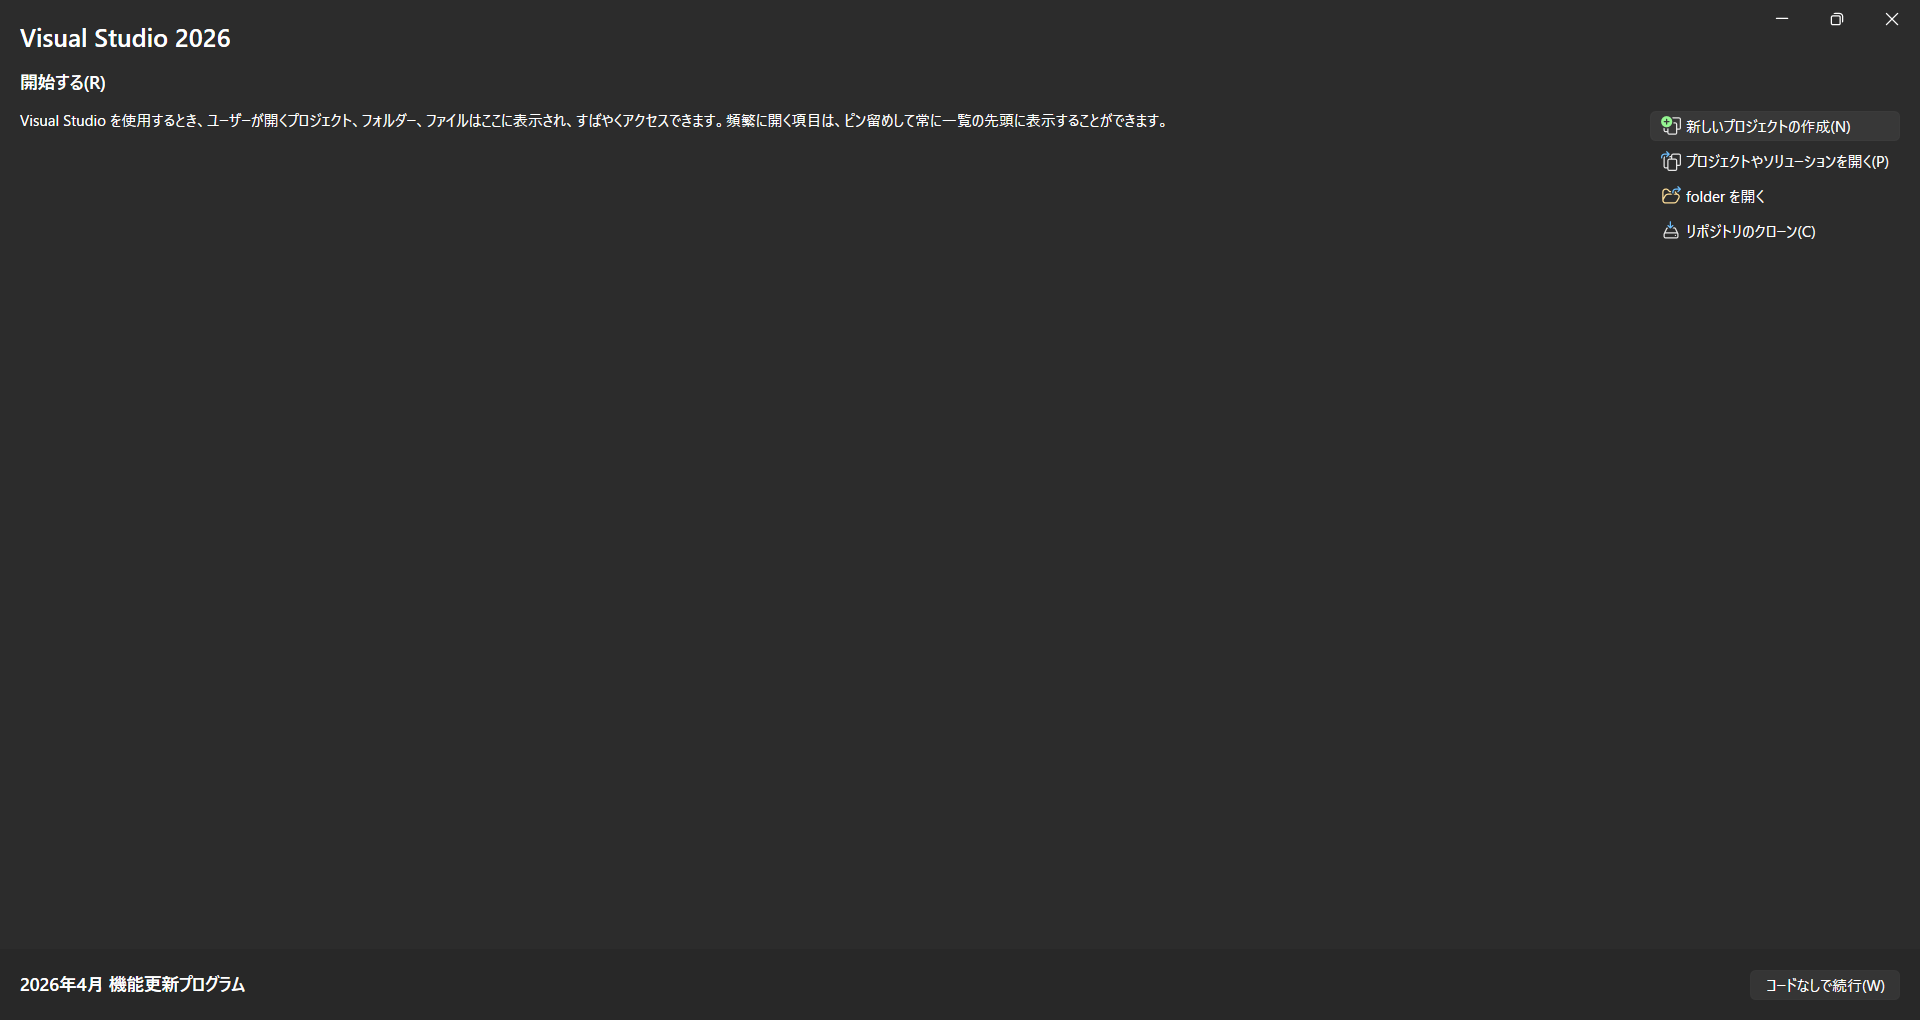 Visual Studio 2026
開始する(R)
Visual Studio を使用するとき、ユーザーが開くプロジェクト、フォルダー、ファイルはここに表示され、すばやくアクセスできます。頻繁に開く項目は、ピン留めして常に一覧の先頭に表示することができます。
新しいプロジェクトの作成(N)
プロジェクトやソリューションを開く(P)
folder を開く
リポジトリのクローン(C)
2026年4月 機能更新プログラム
コードなしで続行(W)